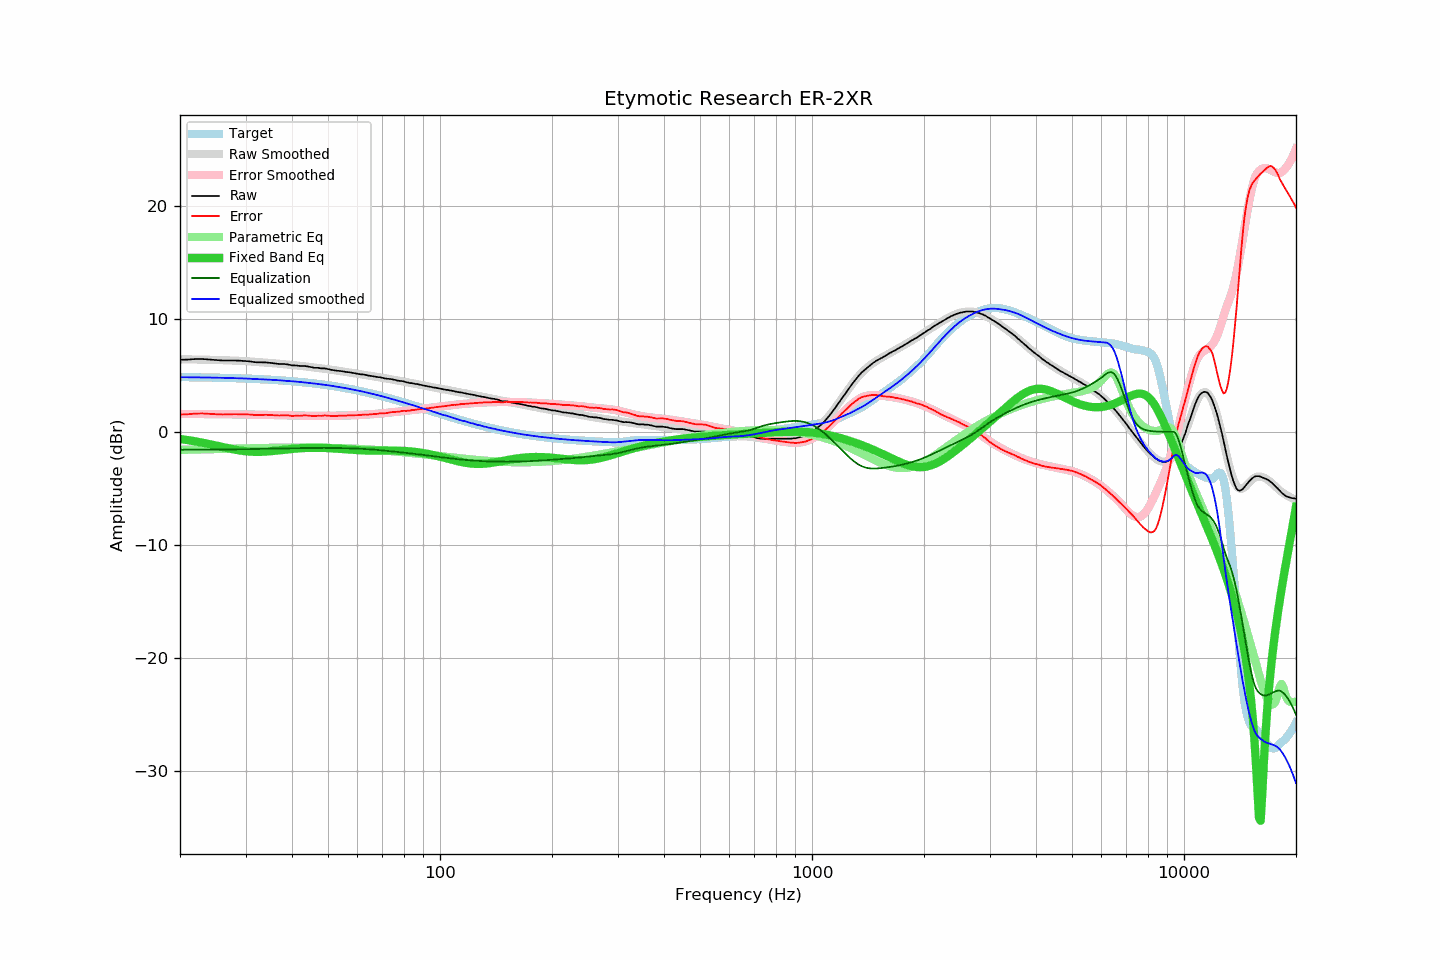 Etymotic Research ER-2XR
Target
Raw Smoothed
Error Smoothed
Raw
Error
Parametric Eq
Fixed Band Eq
Equalization
Equalized smoothed
20
10
0
−10
−20
−30
Amplitude (dBr)
100
1000
10000
Frequency (Hz)